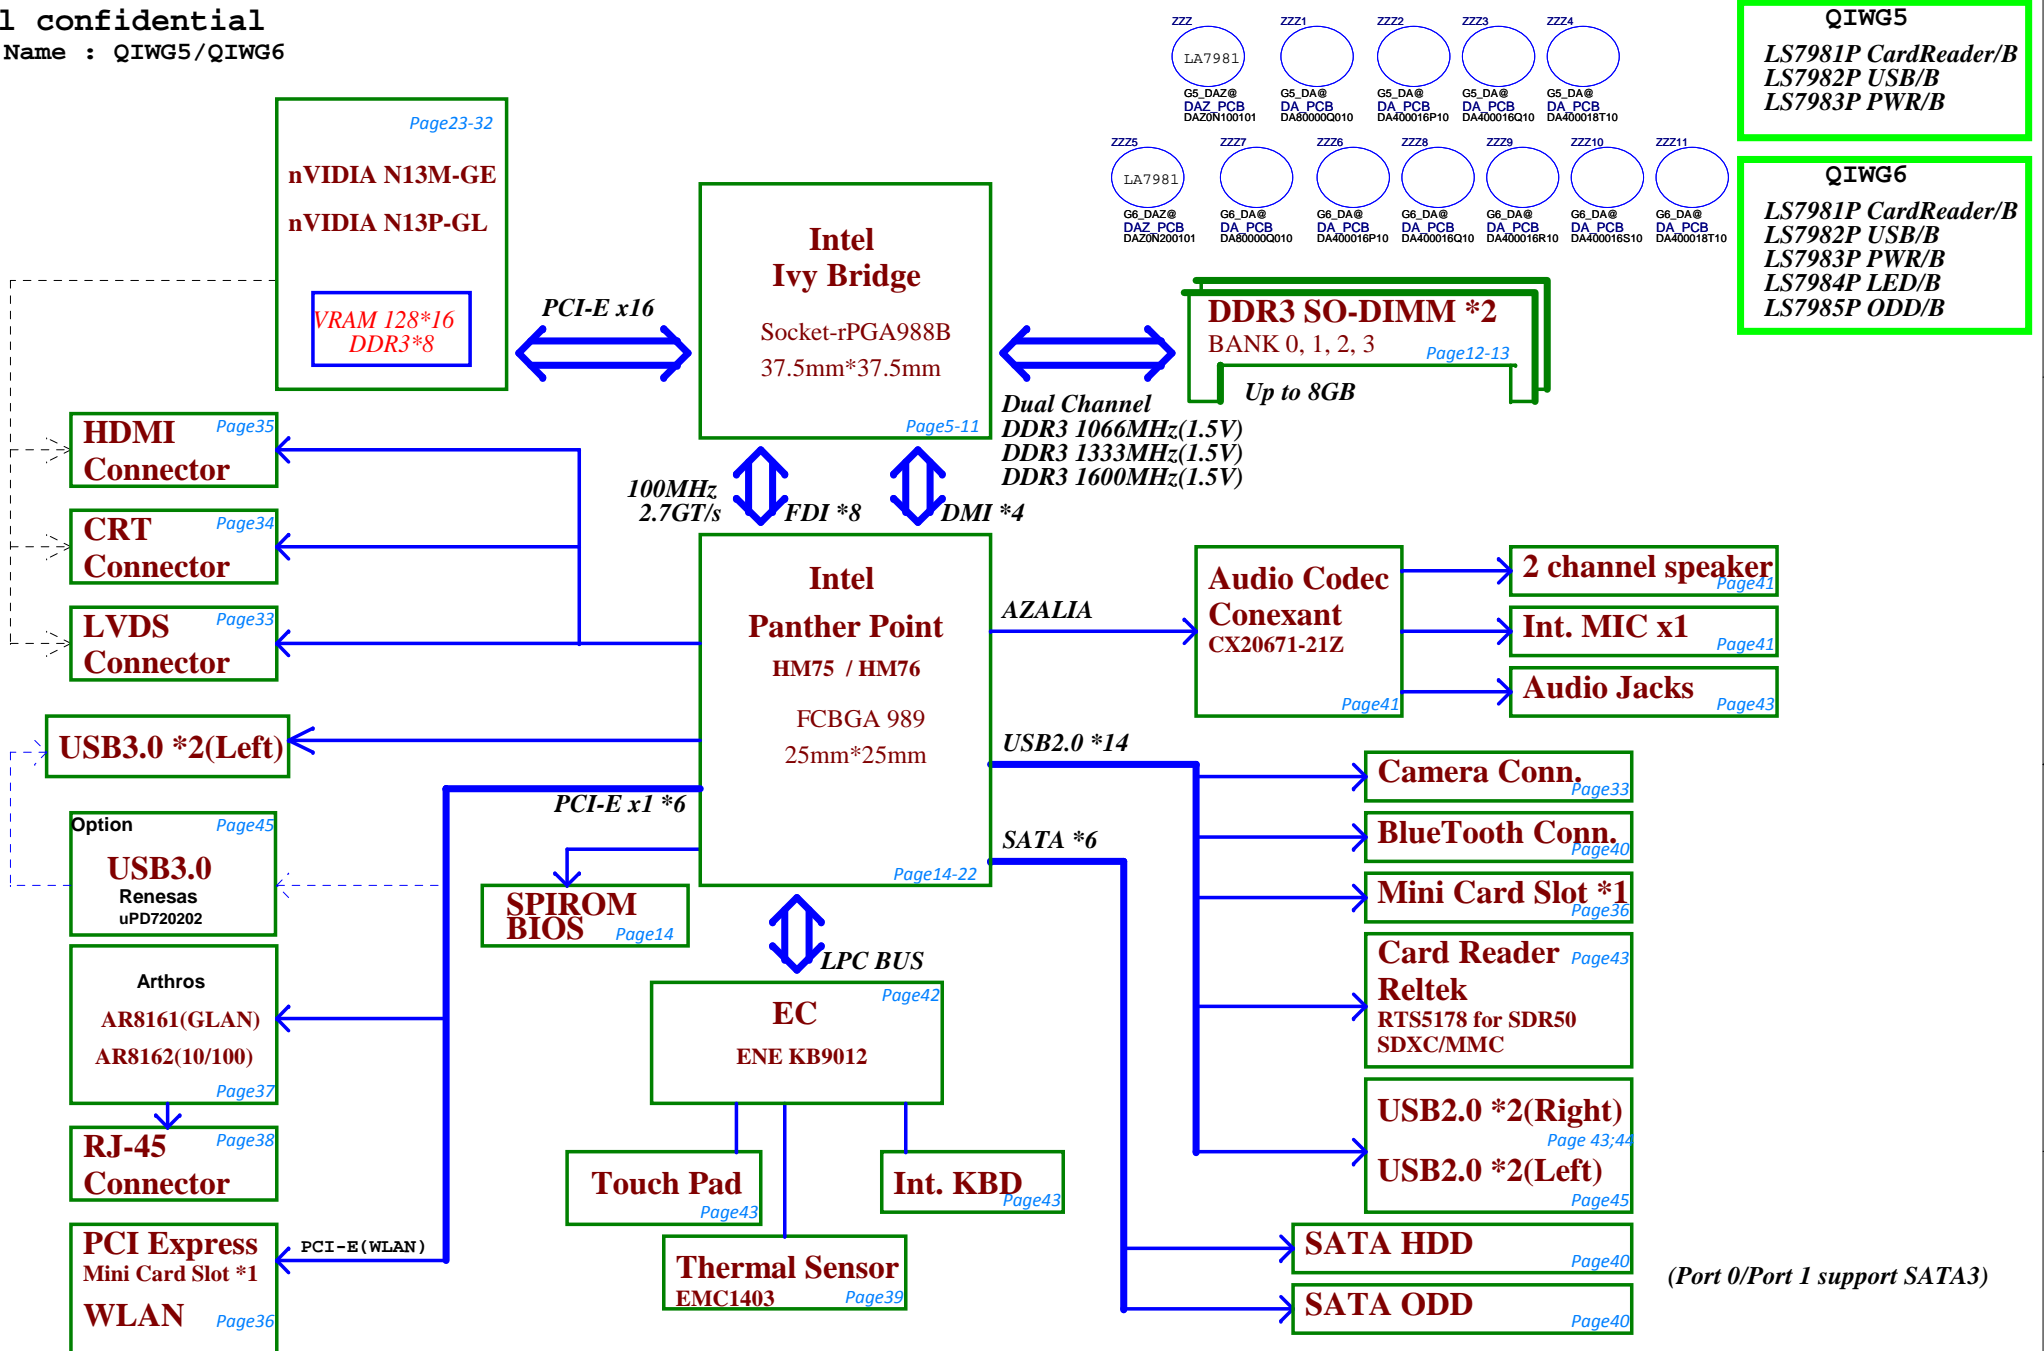 l confidential
Name : QIWG5/QIWG6
ZZZ
LA7981
G5_DAZ@
DAZ_PCB
DAZ0N100101
ZZZ1
G5_DA@
DA_PCB
DA80000Q010
ZZZ2
G5_DA@
DA_PCB
DA400016P10
ZZZ3
G5_DA@
DA_PCB
DA400016Q10
ZZZ4
G5_DA@
DA_PCB
DA400018T10
ZZZ5
LA7981
G6_DAZ@
DAZ_PCB
DAZ0N200101
ZZZ7
G6_DA@
DA_PCB
DA80000Q010
ZZZ6
G6_DA@
DA_PCB
DA400016P10
ZZZ8
G6_DA@
DA_PCB
DA400016Q10
ZZZ9
G6_DA@
DA_PCB
DA400016R10
ZZZ10
G6_DA@
DA_PCB
DA400016S10
ZZZ11
G6_DA@
DA_PCB
DA400018T10
QIWG5
LS7981P CardReader/B
LS7982P USB/B
LS7983P PWR/B
QIWG6
LS7981P CardReader/B
LS7982P USB/B
LS7983P PWR/B
LS7984P LED/B
LS7985P ODD/B
Page23-32
nVIDIA N13M-GE
nVIDIA N13P-GL
VRAM 128*16
DDR3*8
PCI-E x16
Intel
Ivy Bridge
Socket-rPGA988B
37.5mm*37.5mm
Page5-11
DDR3 SO-DIMM *2
BANK 0, 1, 2, 3
Page12-13
Up to 8GB
Dual Channel
DDR3 1066MHz(1.5V)
DDR3 1333MHz(1.5V)
DDR3 1600MHz(1.5V)
HDMI
Page35
Connector
CRT
Page34
Connector
LVDS
Page33
Connector
100MHz
2.7GT/s
FDI *8
DMI *4
Intel
Panther Point
HM75 / HM76
FCBGA 989
25mm*25mm
Page14-22
AZALIA
Audio Codec
Conexant
CX20671-21Z
Page41
2 channel speaker
Page41
Int. MIC x1
Page41
Audio Jacks
Page43
USB3.0 *2(Left)
Option
Page45
USB3.0
Renesas
uPD720202
PCI-E x1 *6
SPIROM
BIOS
Page14
USB2.0 *14
SATA *6
Camera Conn.
Page33
BlueTooth Conn.
Page40
Mini Card Slot *1
Page36
Card Reader
Page43
Reltek
RTS5178 for SDR50
SDXC/MMC
USB2.0 *2(Right)
Page 43;44
USB2.0 *2(Left)
Page45
Arthros
AR8161(GLAN)
AR8162(10/100)
Page37
RJ-45
Page38
Connector
PCI Express
Mini Card Slot *1
WLAN
Page36
PCI-E(WLAN)
LPC BUS
Page42
EC
ENE KB9012
Touch Pad
Page43
Int. KBD
Page43
Thermal Sensor
EMC1403
Page39
SATA HDD
Page40
SATA ODD
Page40
(Port 0/Port 1 support SATA3)